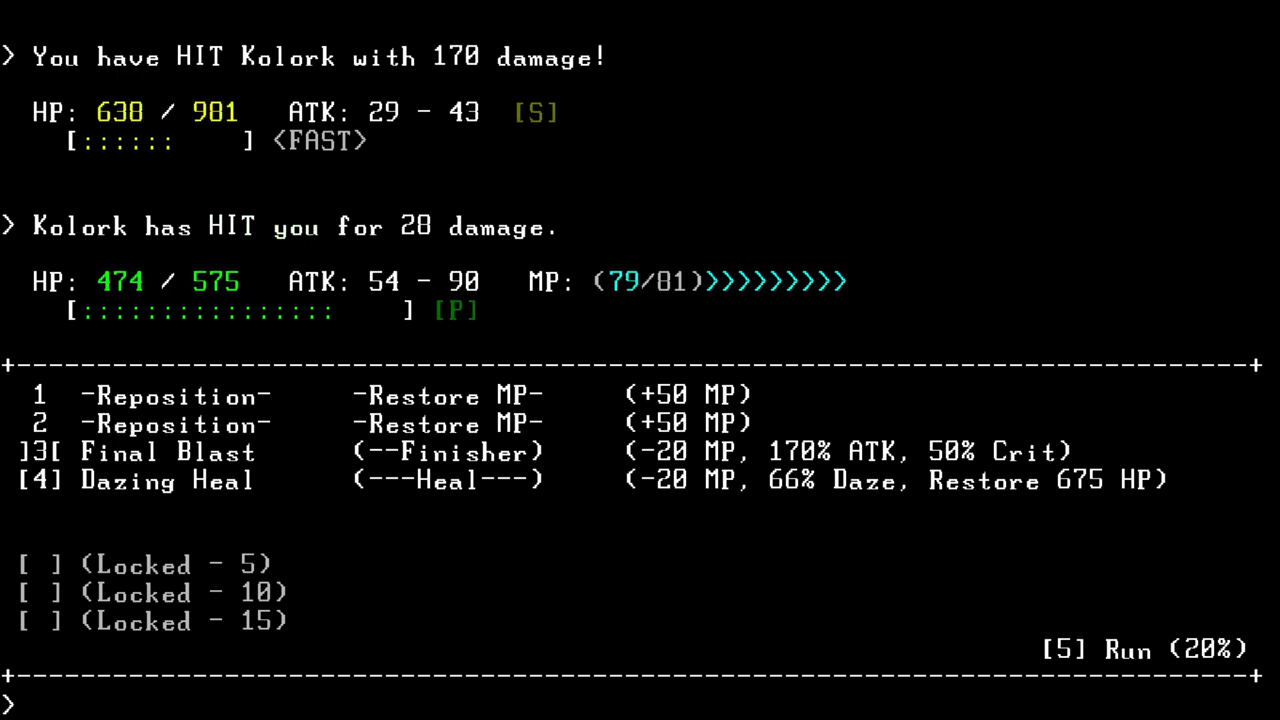 > You have HIT Kolork with 170 damage!
HP: 638 / 981 ATK: 29 - 43 [S]
[:::::: ] <FAST>
> Kolork has HIT you for 28 damage.
HP: 474 / 575 ATK: 54 - 90 MP: (79/81)>>>>>>>>>
[:::::::::::::::: ] [P]
+------------------------------------------------------------------------------+
1 -Reposition- -Restore MP- (+50 MP)
2 -Reposition- -Restore MP- (+50 MP)
]3[ Final Blast (--Finisher) (-20 MP, 170% ATK, 50% Crit)
[4] Dazing Heal (---Heal---) (-20 MP, 66% Daze, Restore 675 HP)
[ ] (Locked - 5)
[ ] (Locked - 10)
[ ] (Locked - 15)
[5] Run (20%)
+------------------------------------------------------------------------------+
>